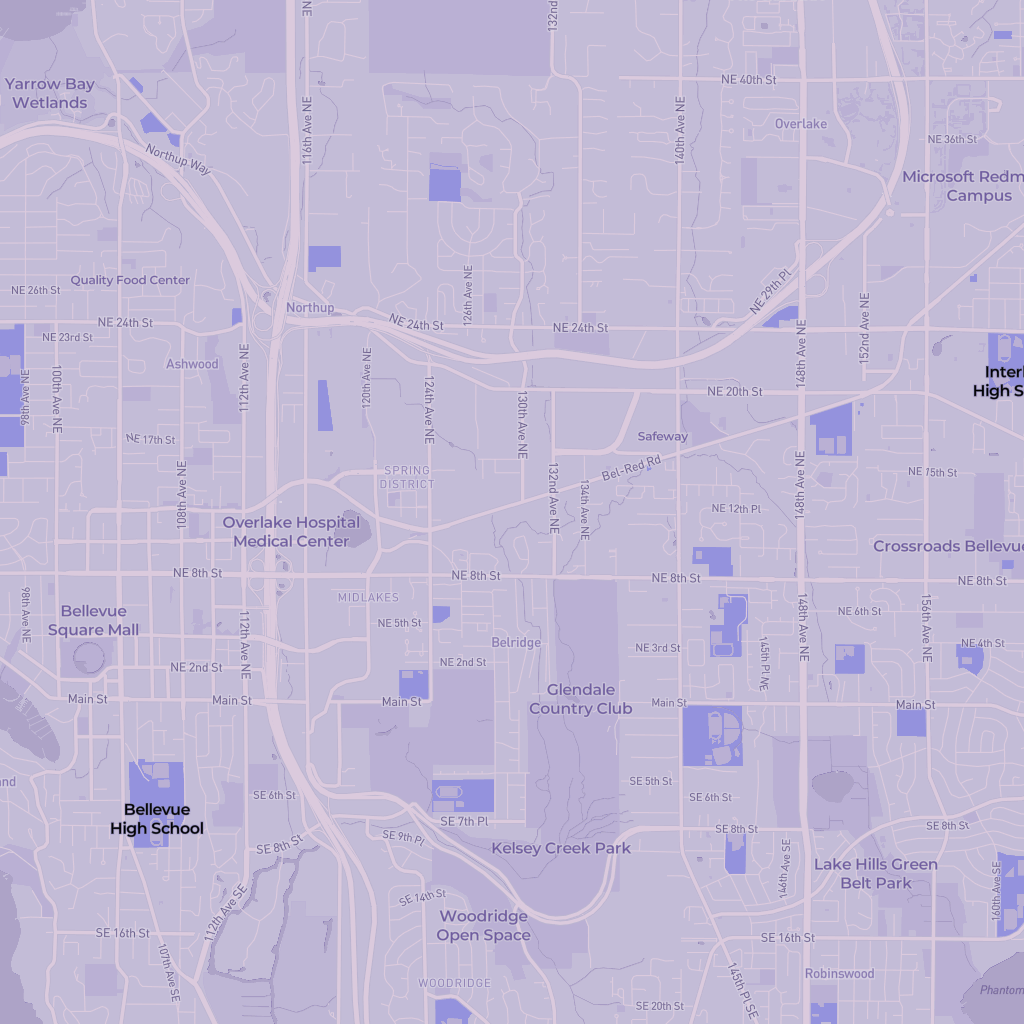 NE
132nd
Yarrow Bay
Wetlands
NE 40th St
Overlake
116th Ave NE
140th Ave NE
NE 36th St
Northup Way
Microsoft Redm
Campus
Quality Food Center
NE 26th St
126th Ave NE
NE 29th Pl
Northup
NE 24th St
NE 24th St
NE 24th St
NE 23rd St
152nd Ave NE
148th Ave NE
Ashwood
98th Ave NE
100th Ave NE
112th Ave NE
120th Ave NE
124th Ave NE
130th Ave NE
NE 20th St
Interl
High S
NE 17th St
Safeway
SPRING
DISTRICT
Bel-Red Rd
NE 15th St
108th Ave NE
132nd Ave NE
134th Ave NE
148th Ave NE
NE 12th Pl
Overlake Hospital
Medical Center
Crossroads Bellevue
NE 8th St
NE 8th St
NE 8th St
NE 8th St
98th Ave NE
MIDLAKES
Bellevue
Square Mall
112th Ave NE
NE 5th St
NE 6th St
148th Ave NE
156th Ave NE
Belridge
NE 3rd St
145th Pl NE
NE 4th St
NE 2nd St
NE 2nd St
Main St
Main St
Main St
Glendale
Country Club
Main St
Main St
nd
SE 5th St
SE 6th St
SE 6th St
Bellevue
High School
SE 7th Pl
SE 8th St
SE 8th St
SE 8th St
SE 9th Pl
Kelsey Creek Park
146th Ave SE
Lake Hills Green
Belt Park
160th Ave SE
112th Ave SE
SE 14th St
Woodridge
Open Space
SE 16th St
SE 16th St
107th Ave SE
145th Pl SE
Robinswood
WOODRIDGE
Phantom
SE 20th St